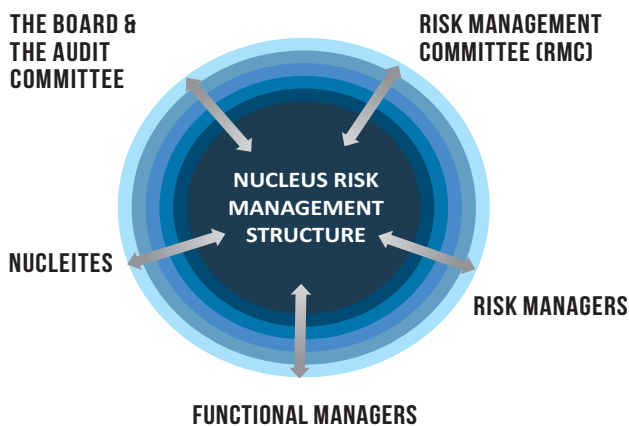 THE BOARD &
THE AUDIT
COMMITTEE
RISK MANAGEMENT
COMMITTEE (RMC)
NUCLEUS RISK
MANAGEMENT
STRUCTURE
NUCLEITES
RISK MANAGERS
FUNCTIONAL MANAGERS